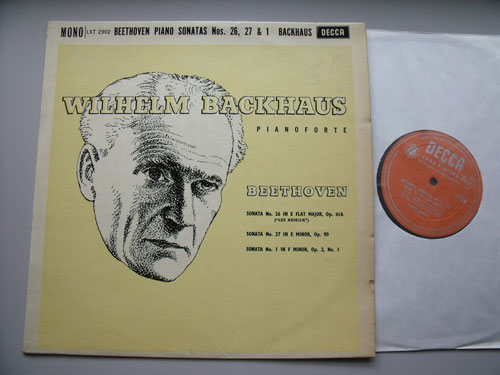 MONO LXT 2902 BEETHOVEN PIANO SONATAS Nos. 26, 27 & 1 BACKHAUS DECCA
WILHELM BACKHAUS
PIANOFORTE
BEETHOVEN
SONATA No. 26 IN E FLAT MAJOR, Op. 81A
("LES ADIEUX")
SONATA No. 27 IN E MINOR, Op. 90
SONATA No. 1 IN F MINOR, Op. 2, No. 1
DECCA